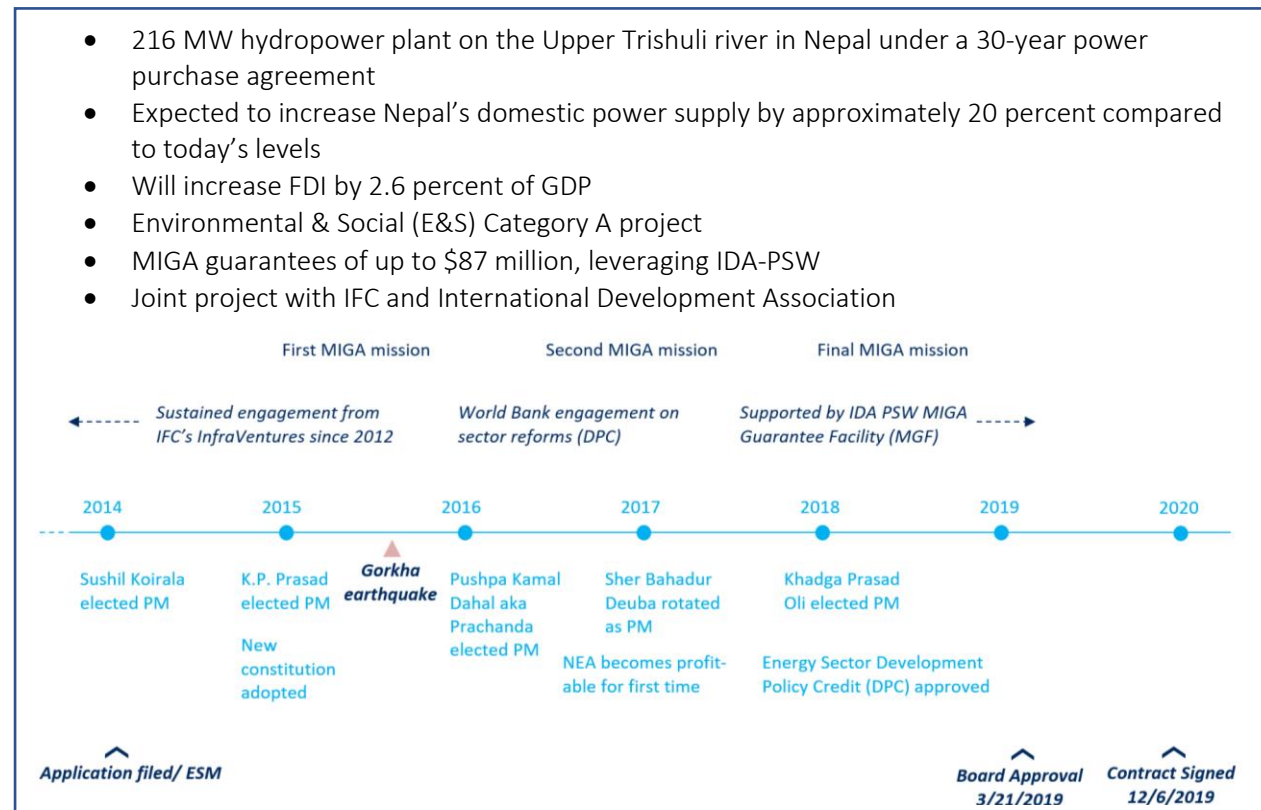 • 216 MW hydropower plant on the Upper Trishuli river in Nepal under a 30-year power
purchase agreement
• Expected to increase Nepal’s domestic power supply by approximately 20 percent compared
to today’s levels
• Will increase FDI by 2.6 percent of GDP
• Environmental & Social (E&S) Category A project
• MIGA guarantees of up to $87 million, leveraging IDA-PSW
• Joint project with IFC and International Development Association
First MIGA mission
Second MIGA mission
Final MIGA mission
Sustained engagement from
IFC’s InfraVentures since 2012
World Bank engagement on
sector reforms (DPC)
Supported by IDA PSW MIGA
Guarantee Facility (MGF)
2014
2015
2016
2017
2018
2019
2020
Sushil Koirala
elected PM
K.P. Prasad
elected PM
New
constitution
adopted
Gorkha
earthquake
Pushpa Kamal
Dahal aka
Prachanda
elected PM
Sher Bahadur
Deuba rotated
as PM
NEA becomes profit-
able for first time
Khadga Prasad
Oli elected PM
Energy Sector Development
Policy Credit (DPC) approved
Application filed/ ESM
Board Approval
3/21/2019
Contract Signed
12/6/2019